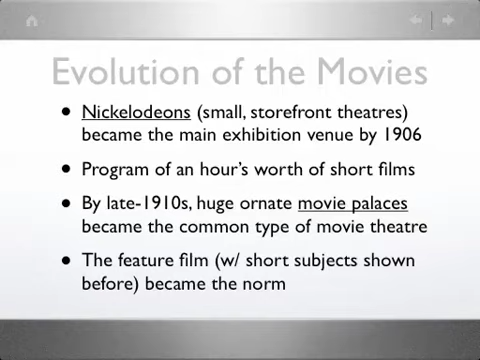 Evolution of the Movies
• Nickelodeons (small, storefront theatres)
became the main exhibition venue by 1906
• Program of an hour's worth of short films
• By late-1910s, huge ornate movie palaces
became the common type of movie theatre
• The feature film (w/ short subjects shown
before) became the norm